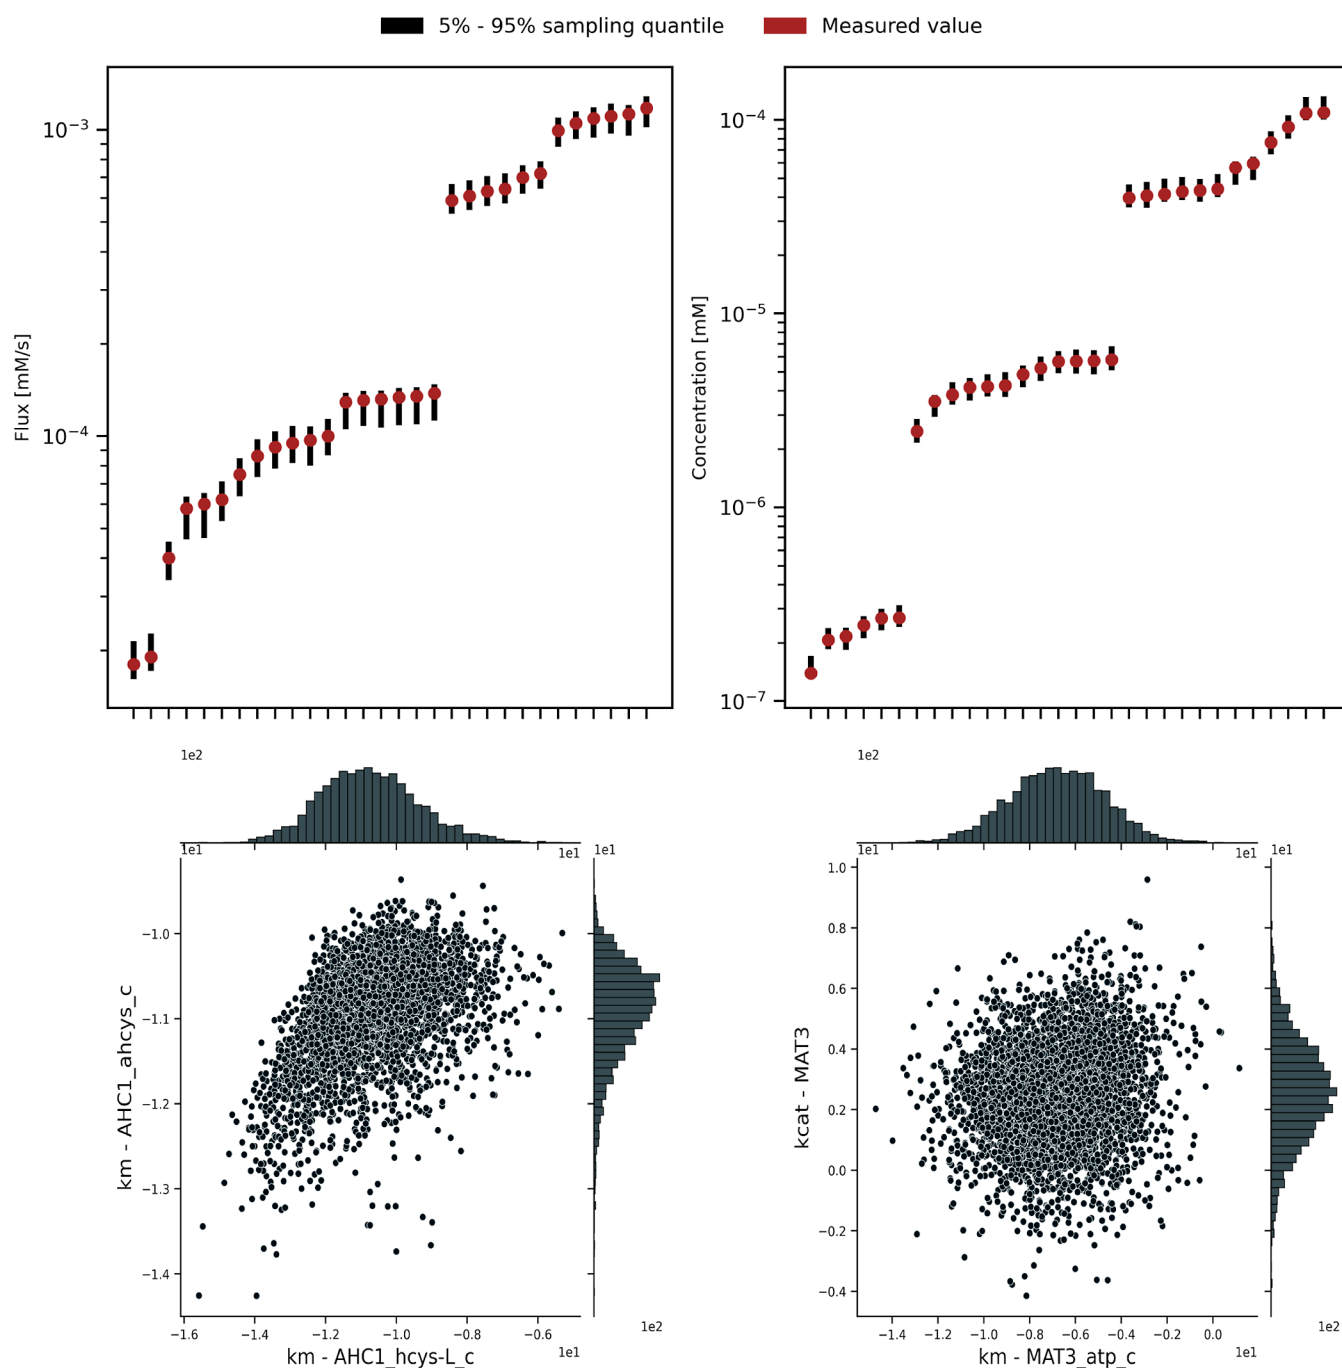 5% - 95% sampling quantile Measured value
10⁻³
10⁻⁴
Flux [mM/s]
10⁻⁴
10⁻⁵
10⁻⁶
10⁻⁷
Concentration [mM]
1e2
1e1 1e1 1e1
−1.0
−1.1
−1.2
−1.3
−1.4
km - AHC1_ahcys_c
−1.6 −1.4 −1.2 −1.0 −0.8 −0.6
1e2
1e1
km - AHC1_hcys-L_c
1e2
1e1 1e1 1e1
1.0
0.8
0.6
0.4
0.2
0.0
−0.2
−0.4
kcat - MAT3
−1.4 −1.2 −1.0 −0.8 −0.6 −0.4 −0.2 0.0
1e2
1e1
km - MAT3_atp_c